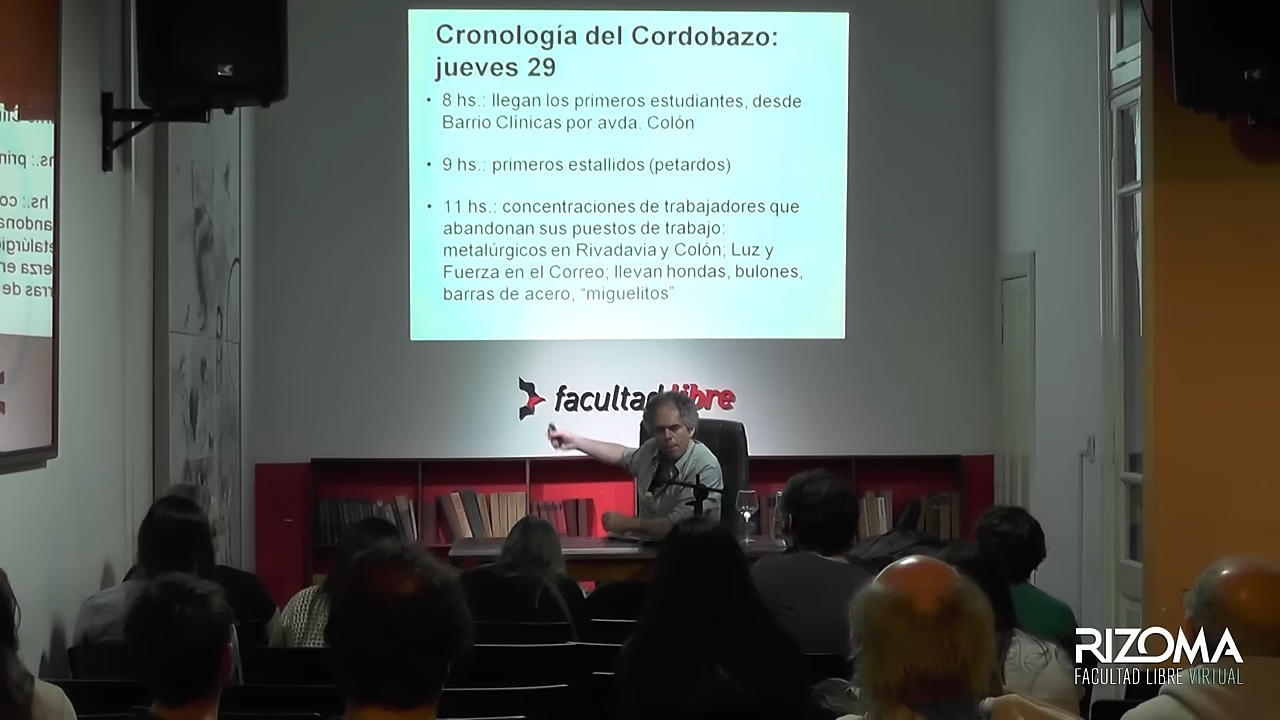 Cronología del Cordobazo:
jueves 29
• 8 hs.: llegan los primeros estudiantes, desde
Barrio Clínicas por avda. Colón
• 9 hs.: primeros estallidos (petardos)
• 11 hs.: concentraciones de trabajadores que
abandonan sus puestos de trabajo:
metalúrgicos en Rivadavia y Colón; Luz y
Fuerza en el Correo; llevan hondas, bulones,
barras de acero, “miguelitos”
facultad libre
RIZOMA
FACULTAD LIBRE VIRTUAL